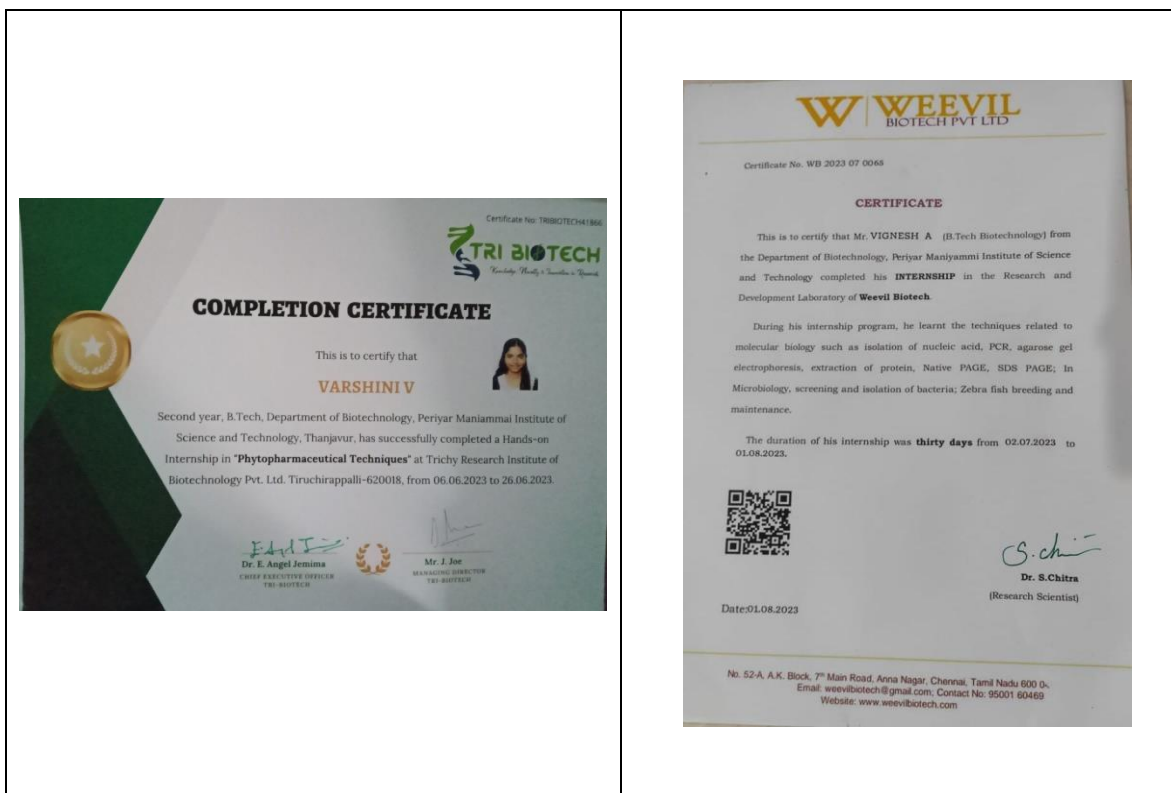 Certificate No: TRIBIOTECH41866
TRI BIOTECH
COMPLETION CERTIFICATE
This is to certify that
VARSHINI V
Second year, B.Tech, Department of Biotechnology, Periyar Maniammai Institute of
Science and Technology, Thanjavur, has successfully completed a Hands-on
Internship in "Phytopharmaceutical Techniques" at Trichy Research Institute of
Biotechnology Pvt. Ltd. Tiruchirappalli-620018, from 06.06.2023 to 26.06.2023.
Dr. E. Angel Jemima
CHIEF EXECUTIVE OFFICER
TRI-BIOTECH
Mr. J. Joe
MANAGING DIRECTOR
TRI-BIOTECH
W WEEVIL
BIOTECH PVT LTD
Certificate No. WB 2023 07 0065
CERTIFICATE
This is to certify that Mr. VIGNESH A (B.Tech Biotechnology) from
the Department of Biotechnology, Periyar Maniyammi Institute of Science
and Technology completed his INTERNSHIP in the Research and
Development Laboratory of Weevil Biotech.
During his internship program, he learnt the techniques related to
molecular biology such as isolation of nucleic acid, PCR, agarose gel
electrophoresis, extraction of protein, Native PAGE, SDS PAGE; In
Microbiology, screening and isolation of bacteria; Zebra fish breeding and
maintenance.
The duration of his internship was thirty days from 02.07.2023 to
01.08.2023.
S. Chi
Dr. S.Chitra
(Research Scientist)
Date:01.08.2023
No. 52-A, A.K. Block, 7th Main Road, Anna Nagar, Chennai, Tamil Nadu 600
Email: weevilbiotech@gmail.com; Contact No: 95001 60469
Website: www.weevilbiotech.com